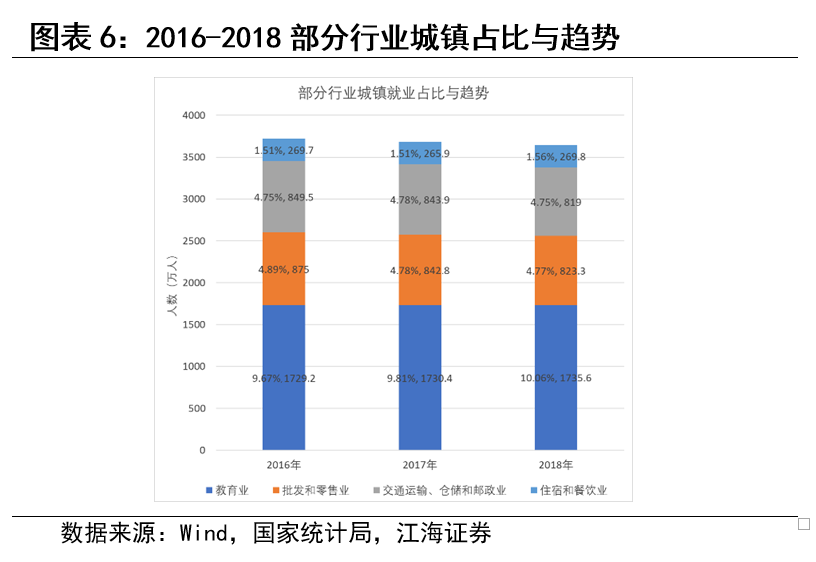 图表 6：2016-2018 部分行业城镇占比与趋势
部分行业城镇就业占比与趋势
4000
3500
3000
2500
2000
1500
1000
500
0
人数（万人）
1.51%, 269.7
1.51%, 265.9
1.56%, 269.8
4.75%, 849.5
4.78%, 843.9
4.75%, 819
4.89%, 875
4.78%, 842.8
4.77%, 823.3
9.67%, 1729.2
9.81%, 1730.4
10.06%, 1735.6
2016年
2017年
2018年
教育业
批发和零售业
交通运输、仓储和邮政业
住宿和餐饮业
数据来源：Wind，国家统计局，江海证券